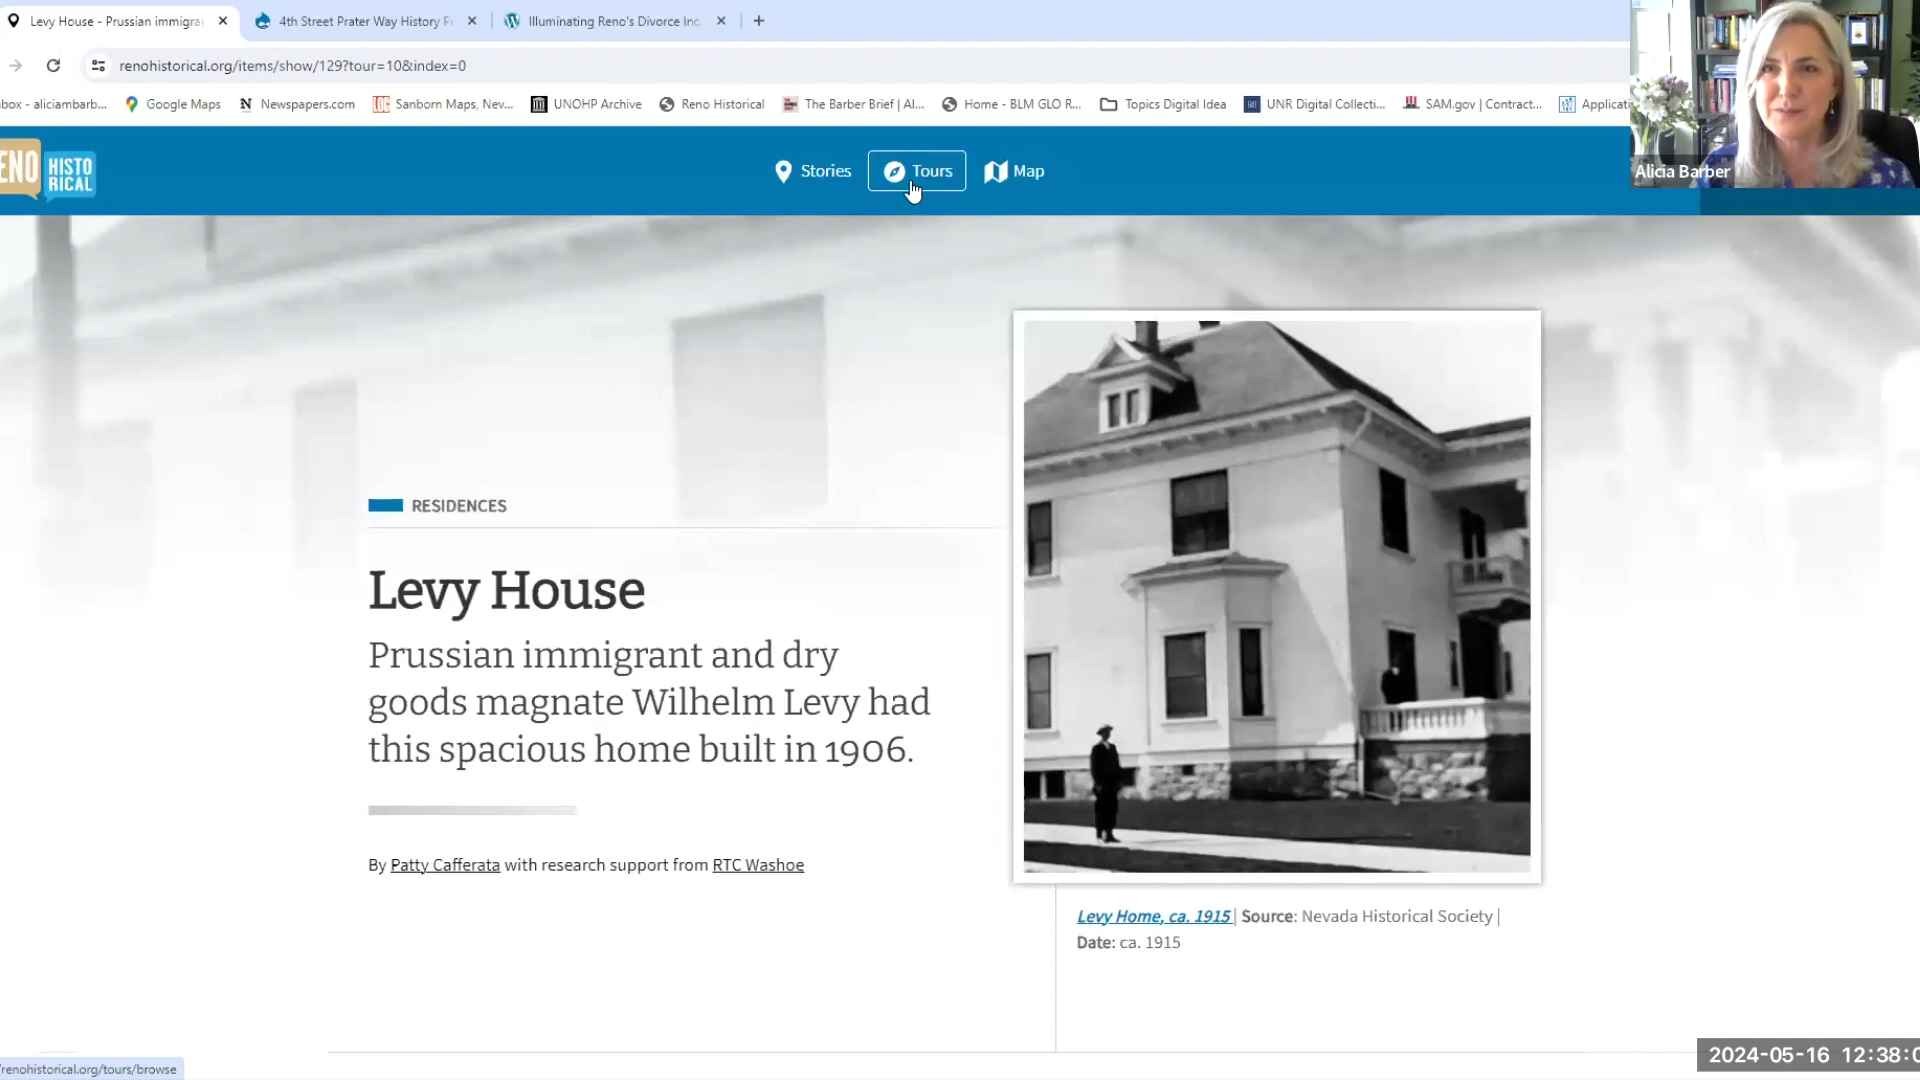 Levy House - Prussian immigra
4th Street Prater Way History P
Illuminating Reno's Divorce Ind
renohistorical.org/items/show/129?tour=10&index=0
box - aliciambarb...
Google Maps
Newspapers.com
Sanborn Maps, Nev...
UNOHP Archive
Reno Historical
The Barber Brief | Al...
Home - BLM GLO R...
Topics Digital Idea
UNR Digital Collecti...
SAM.gov | Contract...
Applicati
ENO
HISTO
RICAL
Stories
Tours
Map
Alicia Barber
RESIDENCES
Levy House
Prussian immigrant and dry
goods magnate Wilhelm Levy had
this spacious home built in 1906.
By Patty Cafferata with research support from RTC Washoe
Levy Home, ca. 1915 | Source: Nevada Historical Society |
Date: ca. 1915
renohistorical.org/tours/browse
2024-05-16 12:38:0